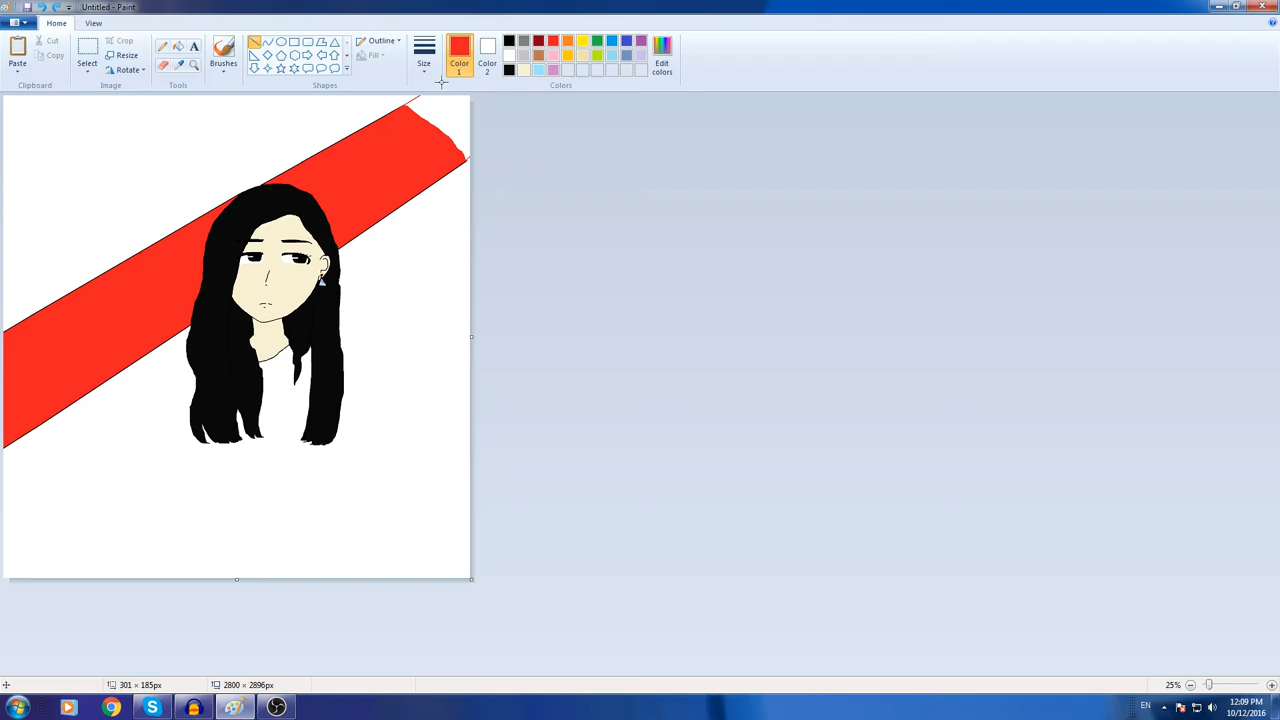 Untitled - Paint
Home View
Paste Cut Copy Clipboard
Select Crop Resize Rotate Image
A Tools
Brushes
Outline Fill Shapes
Size
Color 1
Color 2
Edit colors
Colors
301 × 185px
2800 × 2896px
25%
EN
12:09 PM
10/12/2016